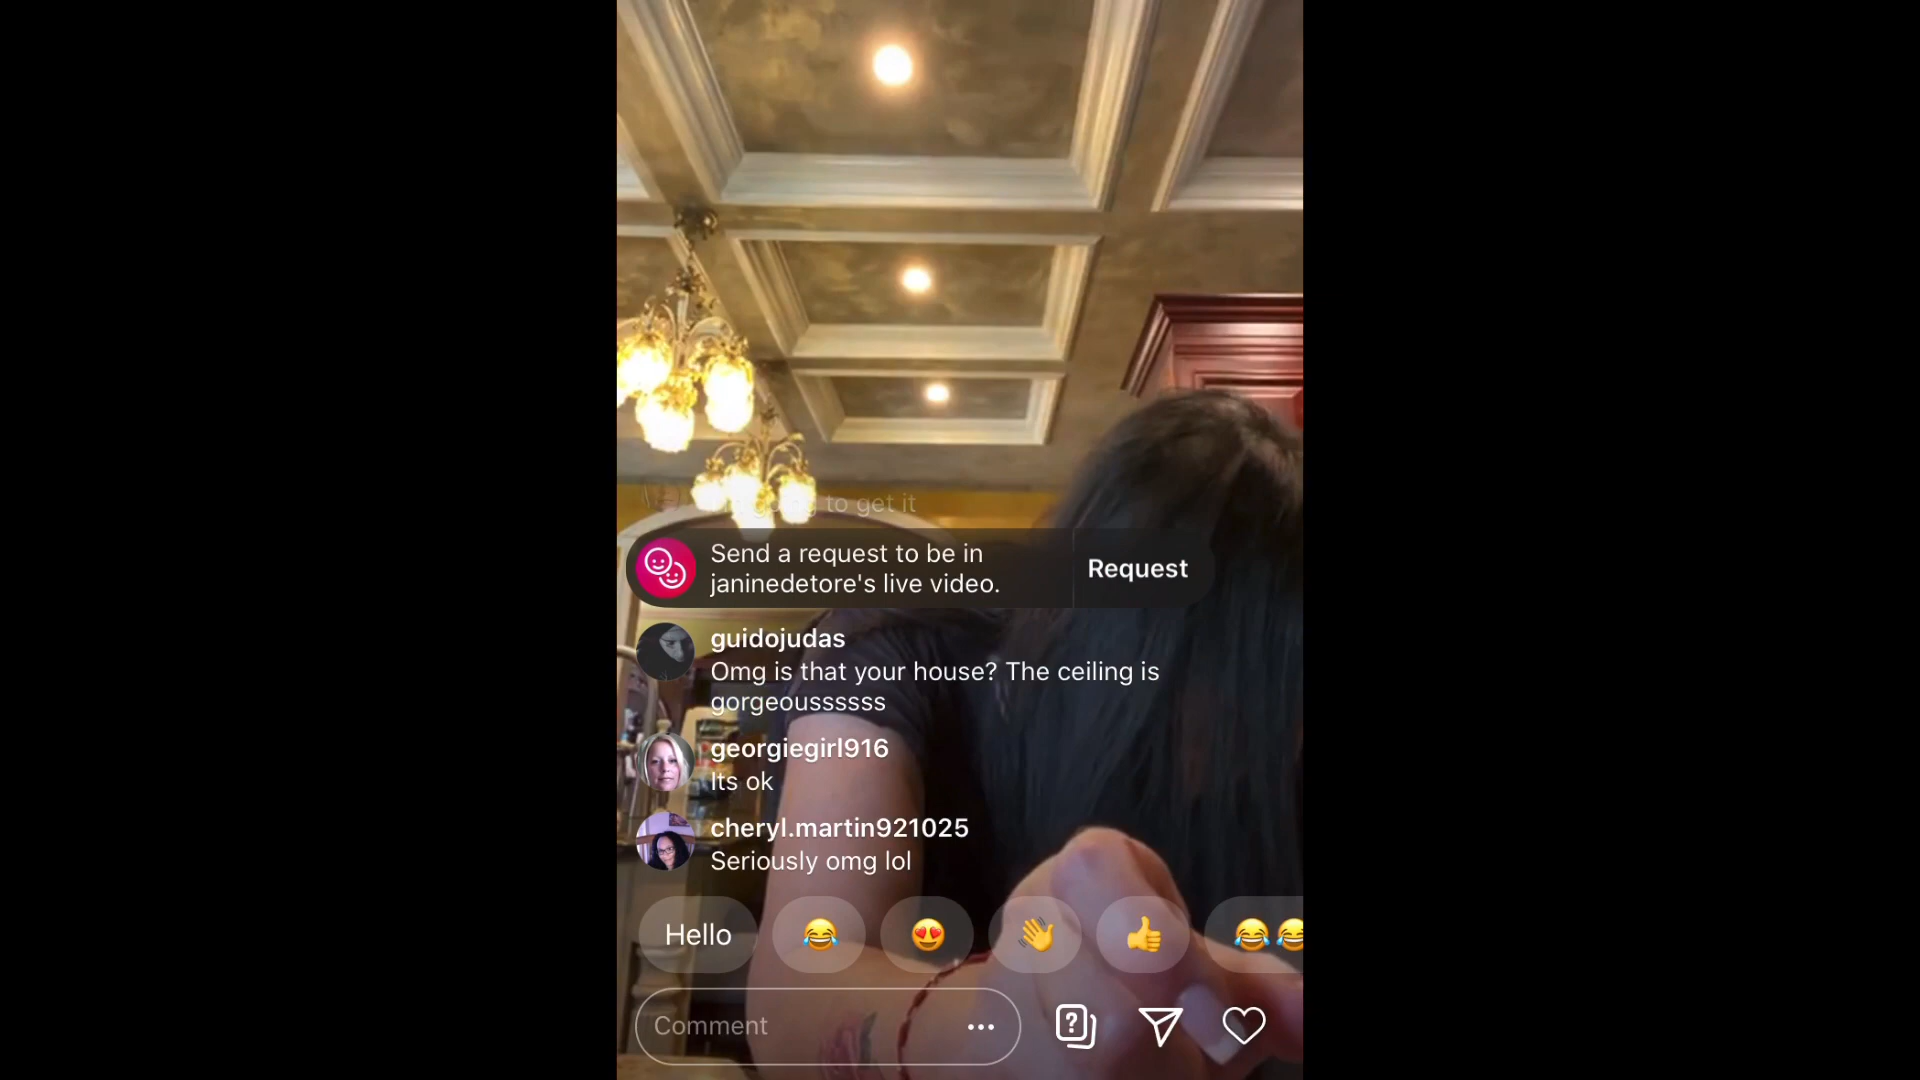 to get it
Send a request to be in
janinedetore's live video.
Request
guidojudas
Omg is that your house? The ceiling is
gorgeoussssss
georgiegirl916
Its ok
cheryl.martin921025
Seriously omg lol
Hello
Comment
?